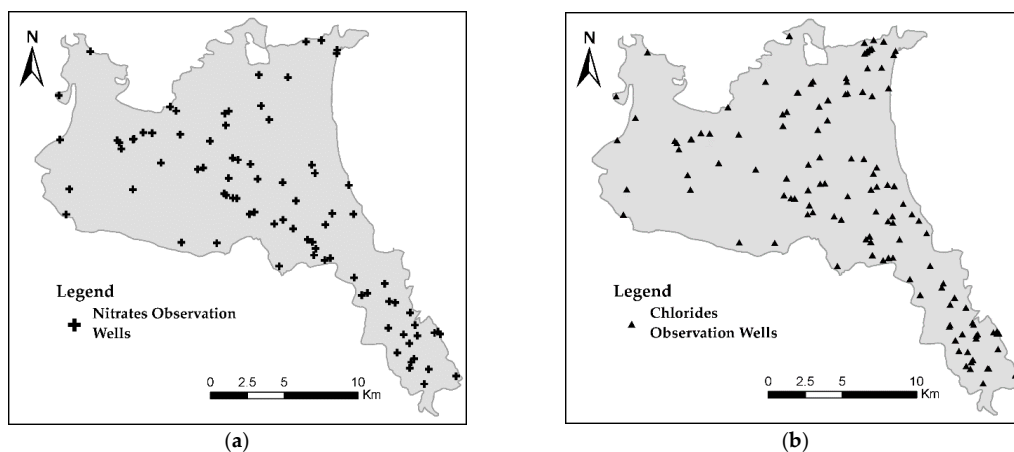 N
Legend
Nitrates Observation
Wells
0 2.5 5 10
Km
(a)
N
Legend
Chlorides
Observation Wells
0 2.5 5 10
Km
(b)